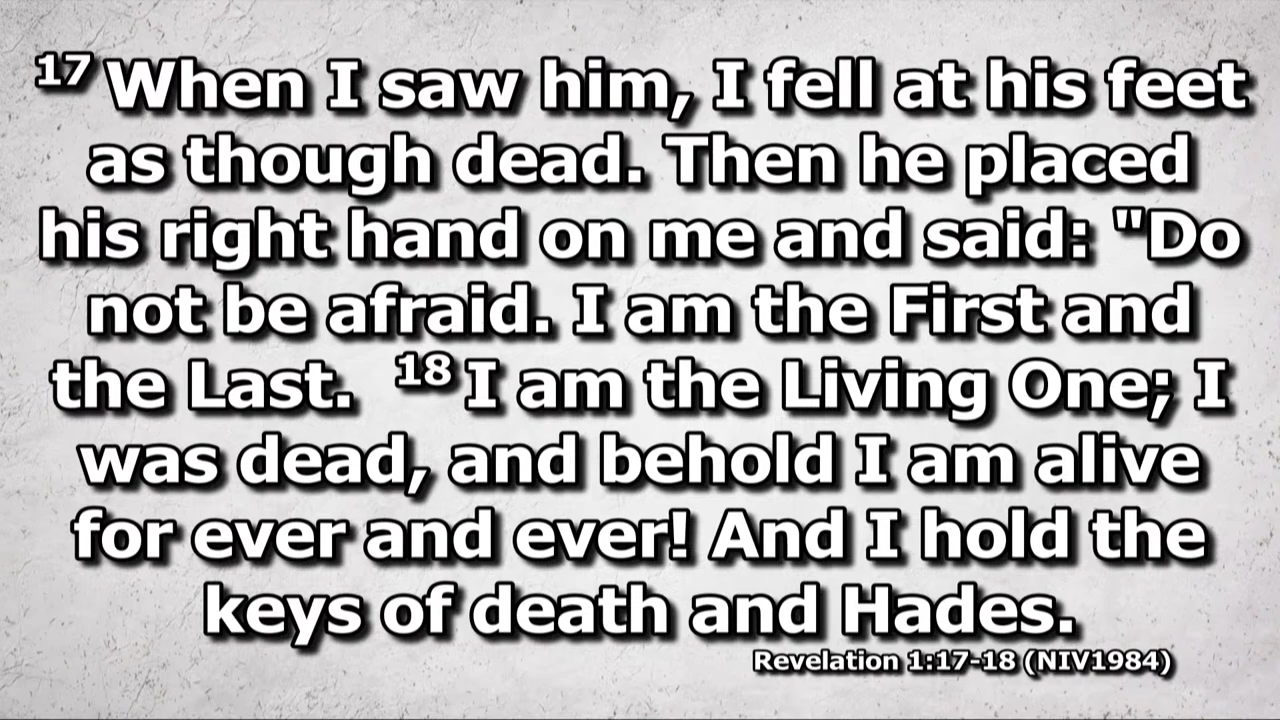 17 When I saw him, I fell at his feet
as though dead. Then he placed
his right hand on me and said: "Do
not be afraid. I am the First and
the Last. 18 I am the Living One; I
was dead, and behold I am alive
for ever and ever! And I hold the
keys of death and Hades.
Revelation 1:17-18 (NIV1984)